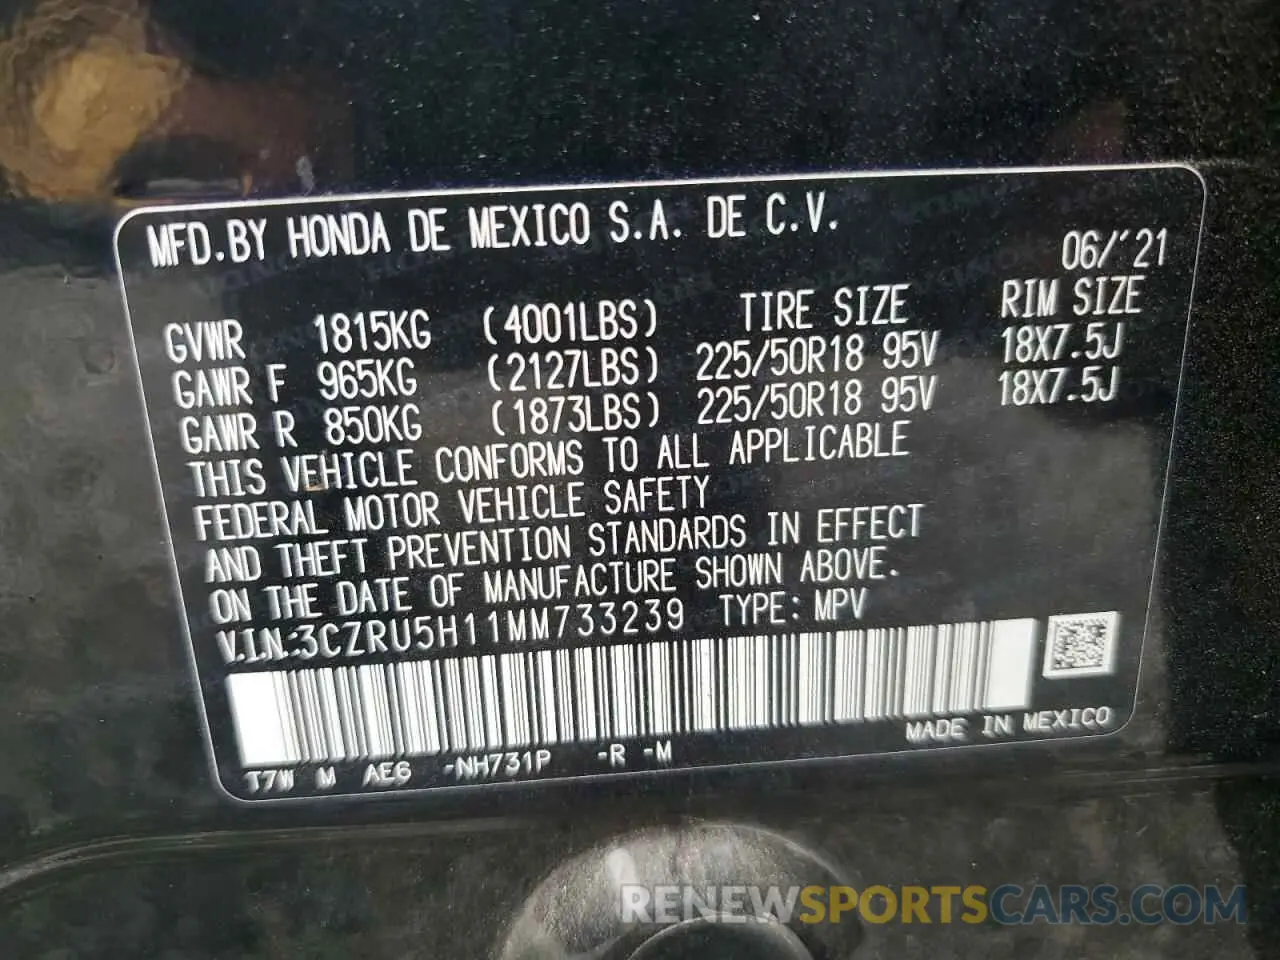 MFD.BY HONDA DE MEXICO S.A. DE C.V.
06/'21
GVWR 1815KG (4001LBS) TIRE SIZE RIM SIZE
GAWR F 965KG (2127LBS) 225/50R18 95V 18X7.5J
GAWR R 850KG (1873LBS) 225/50R18 95V 18X7.5J
THIS VEHICLE CONFORMS TO ALL APPLICABLE
FEDERAL MOTOR VEHICLE SAFETY
AND THEFT PREVENTION STANDARDS IN EFFECT
ON THE DATE OF MANUFACTURE SHOWN ABOVE.
V.I.N:3CZRU5H11MM733239 TYPE: MPV
MADE IN MEXICO
T7W M AE6 -NH731P -R -M
RENEWSPORTSCARS.COM